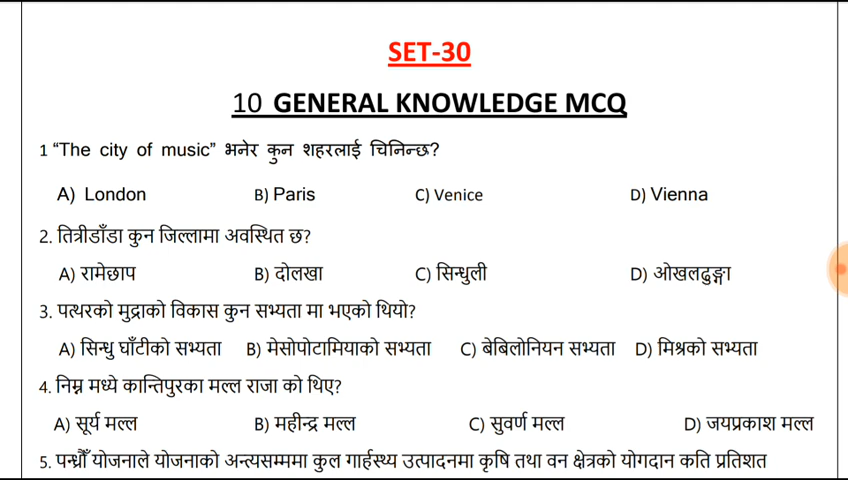 SET-30
10 GENERAL KNOWLEDGE MCQ
1 “The city of music” भनेर कुन शहरलाई चिनिन्छ?
A) London B) Paris C) Venice D) Vienna
2. तित्रीडाँडा कुन जिल्लामा अवस्थित छ?
A) रामेछाप B) दोलखा C) सिन्धुली D) ओखलढुङ्गा
3. पत्थरको मुद्राको विकास कुन सभ्यता मा भएको थियो?
A) सिन्धु घाँटीको सभ्यता B) मेसोपोटामियाको सभ्यता C) बेबिलोनियन सभ्यता D) मिश्रको सभ्यता
4. निम्न मध्ये कान्तिपुरका मल्ल राजा को थिए?
A) सूर्य मल्ल B) महीन्द्र मल्ल C) सुवर्ण मल्ल D) जयप्रकाश मल्ल
5. पन्ध्रौँ योजनाले योजनाको अन्त्यसम्ममा कुल गार्हस्थ्य उत्पादनमा कृषि तथा वन क्षेत्रको योगदान कति प्रतिशत